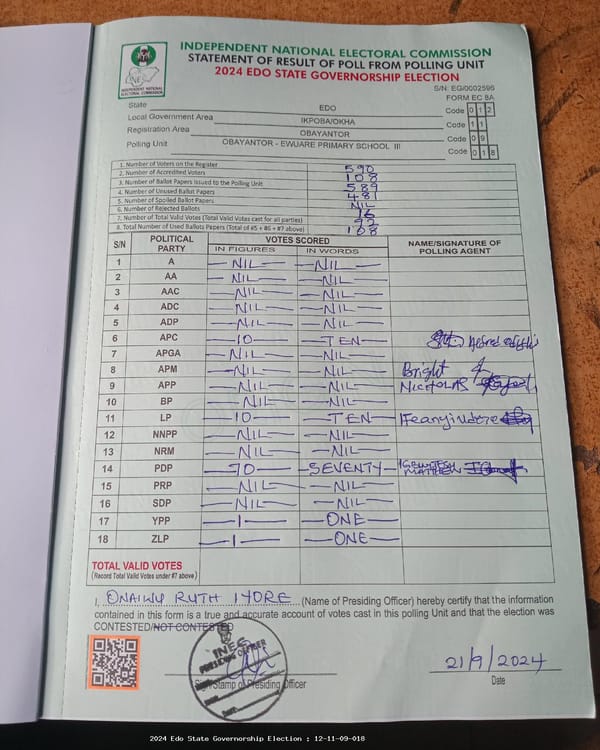 INDEPENDENT NATIONAL ELECTORAL COMMISSION
STATEMENT OF RESULT OF POLL FROM POLLING UNIT
2024 EDO STATE GOVERNORSHIP ELECTION
INDEPENDENT NATIONAL ELECTORAL COMMISSION
S/N: EG/0002596
FORM EC 8A
State EDO Code 0 1 2
Local Government Area IKPOBA/OKHA Code 1 1
Registration Area OBAYANTOR Code 0 9
Polling Unit OBAYANTOR - EWUARE PRIMARY SCHOOL III Code 0 1 8
1. Number of Voters on the Register 590
2. Number of Accredited Voters 108
3. Number of Ballot Papers Issued to the Polling Unit 589
4. Number of Unused Ballot Papers 481
5. Number of Spoiled Ballot Papers NIL
6. Number of Rejected Ballots 16
7. Number of Total Valid Votes (Total Valid Votes cast for all parties) 92
8. Total Number of Used Ballots Papers (Total of #5 + #6 + #7 above) 108
S/N POLITICAL PARTY VOTES SCORED NAME/SIGNATURE OF POLLING AGENT
IN FIGURES IN WORDS
1 A NIL NIL
2 AA NIL NIL
3 AAC NIL NIL
4 ADC NIL NIL
5 ADP NIL NIL
6 APC 10 TEN
7 APGA NIL NIL
8 APM NIL NIL Bright
9 APP NIL NIL NICHOLAS
10 BP NIL NIL
11 LP 10 TEN
12 NNPP NIL NIL
13 NRM NIL NIL
14 PDP 70 SEVENTY MATHEW
15 PRP NIL NIL
16 SDP NIL NIL
17 YPP 1 ONE
18 ZLP 1 ONE
TOTAL VALID VOTES
(Record Total Valid Votes under #7 above)
I, ONAIWU RUTH IYORE (Name of Presiding Officer) hereby certify that the information
contained in this form is a true and accurate account of votes cast in this polling Unit and that the election was
CONTESTED/NOT CONTESTED
INEC
PRESIDING OFFICER
21/9/2024
Sign/Stamp of Presiding Officer
Date
2024 Edo State Governorship Election : 12-11-09-018